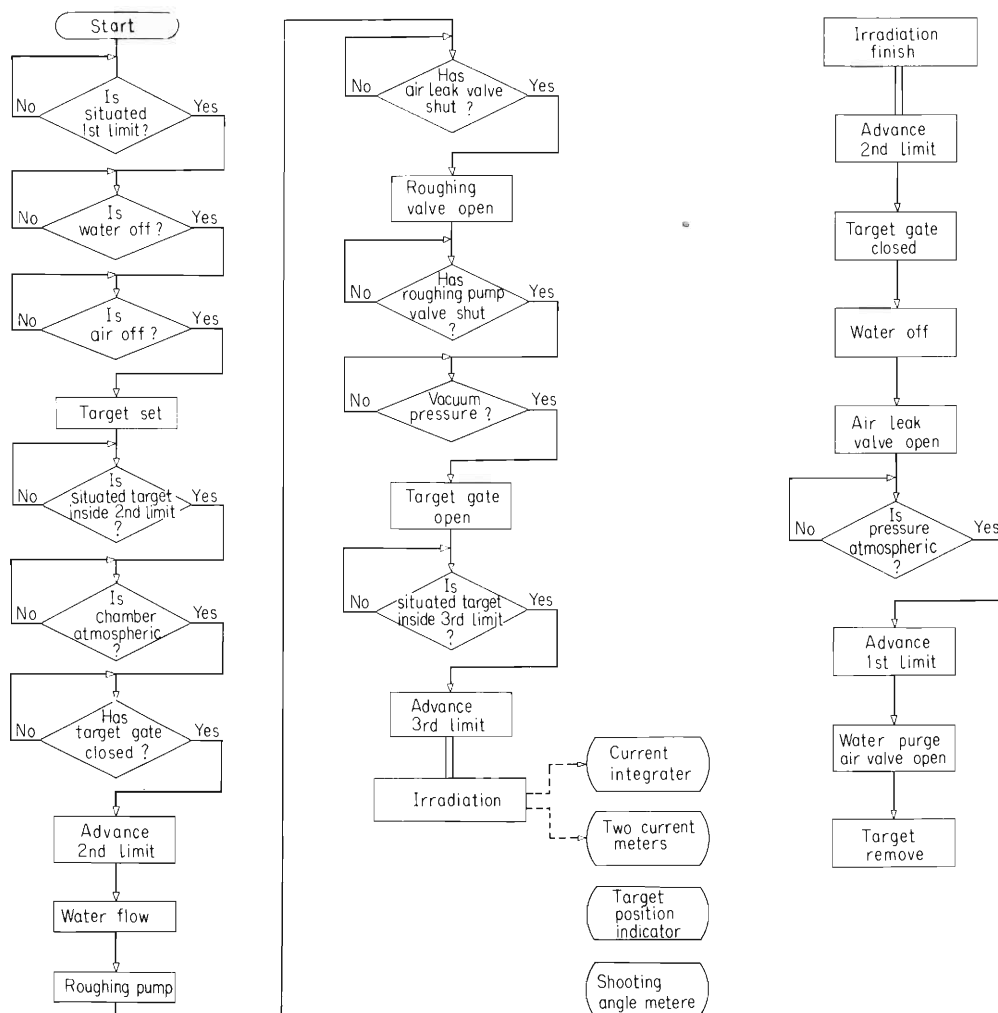 Start
Is
situated
1st limit?
No
Yes
Is
water off?
No
Yes
Is
air off?
No
Yes
Target set
Is
situated target
inside 2nd limit
?
No
Yes
Is
chamber
atmospheric
?
No
Yes
Has
target gate
closed ?
No
Yes
Advance
2nd limit
Water flow
Roughing pump
Has
air leak valve
shut ?
No
Yes
Roughing
valve open
Has
roughing pump
valve shut
?
No
Yes
Vacuum
pressure ?
No
Yes
Target gate
open
Is
situated target
inside 3rd limit
?
No
Yes
Advance
3rd limit
Irradiation
Current
integrater
Two current
meters
Target
position
indicator
Shooting
angle metere
Irradiation
finish
Advance
2nd limit
Target gate
closed
Water off
Air leak
valve open
Is
pressure
atmospheric
?
No
Yes
Advance
1st limit
Water purge
air valve open
Target
remove